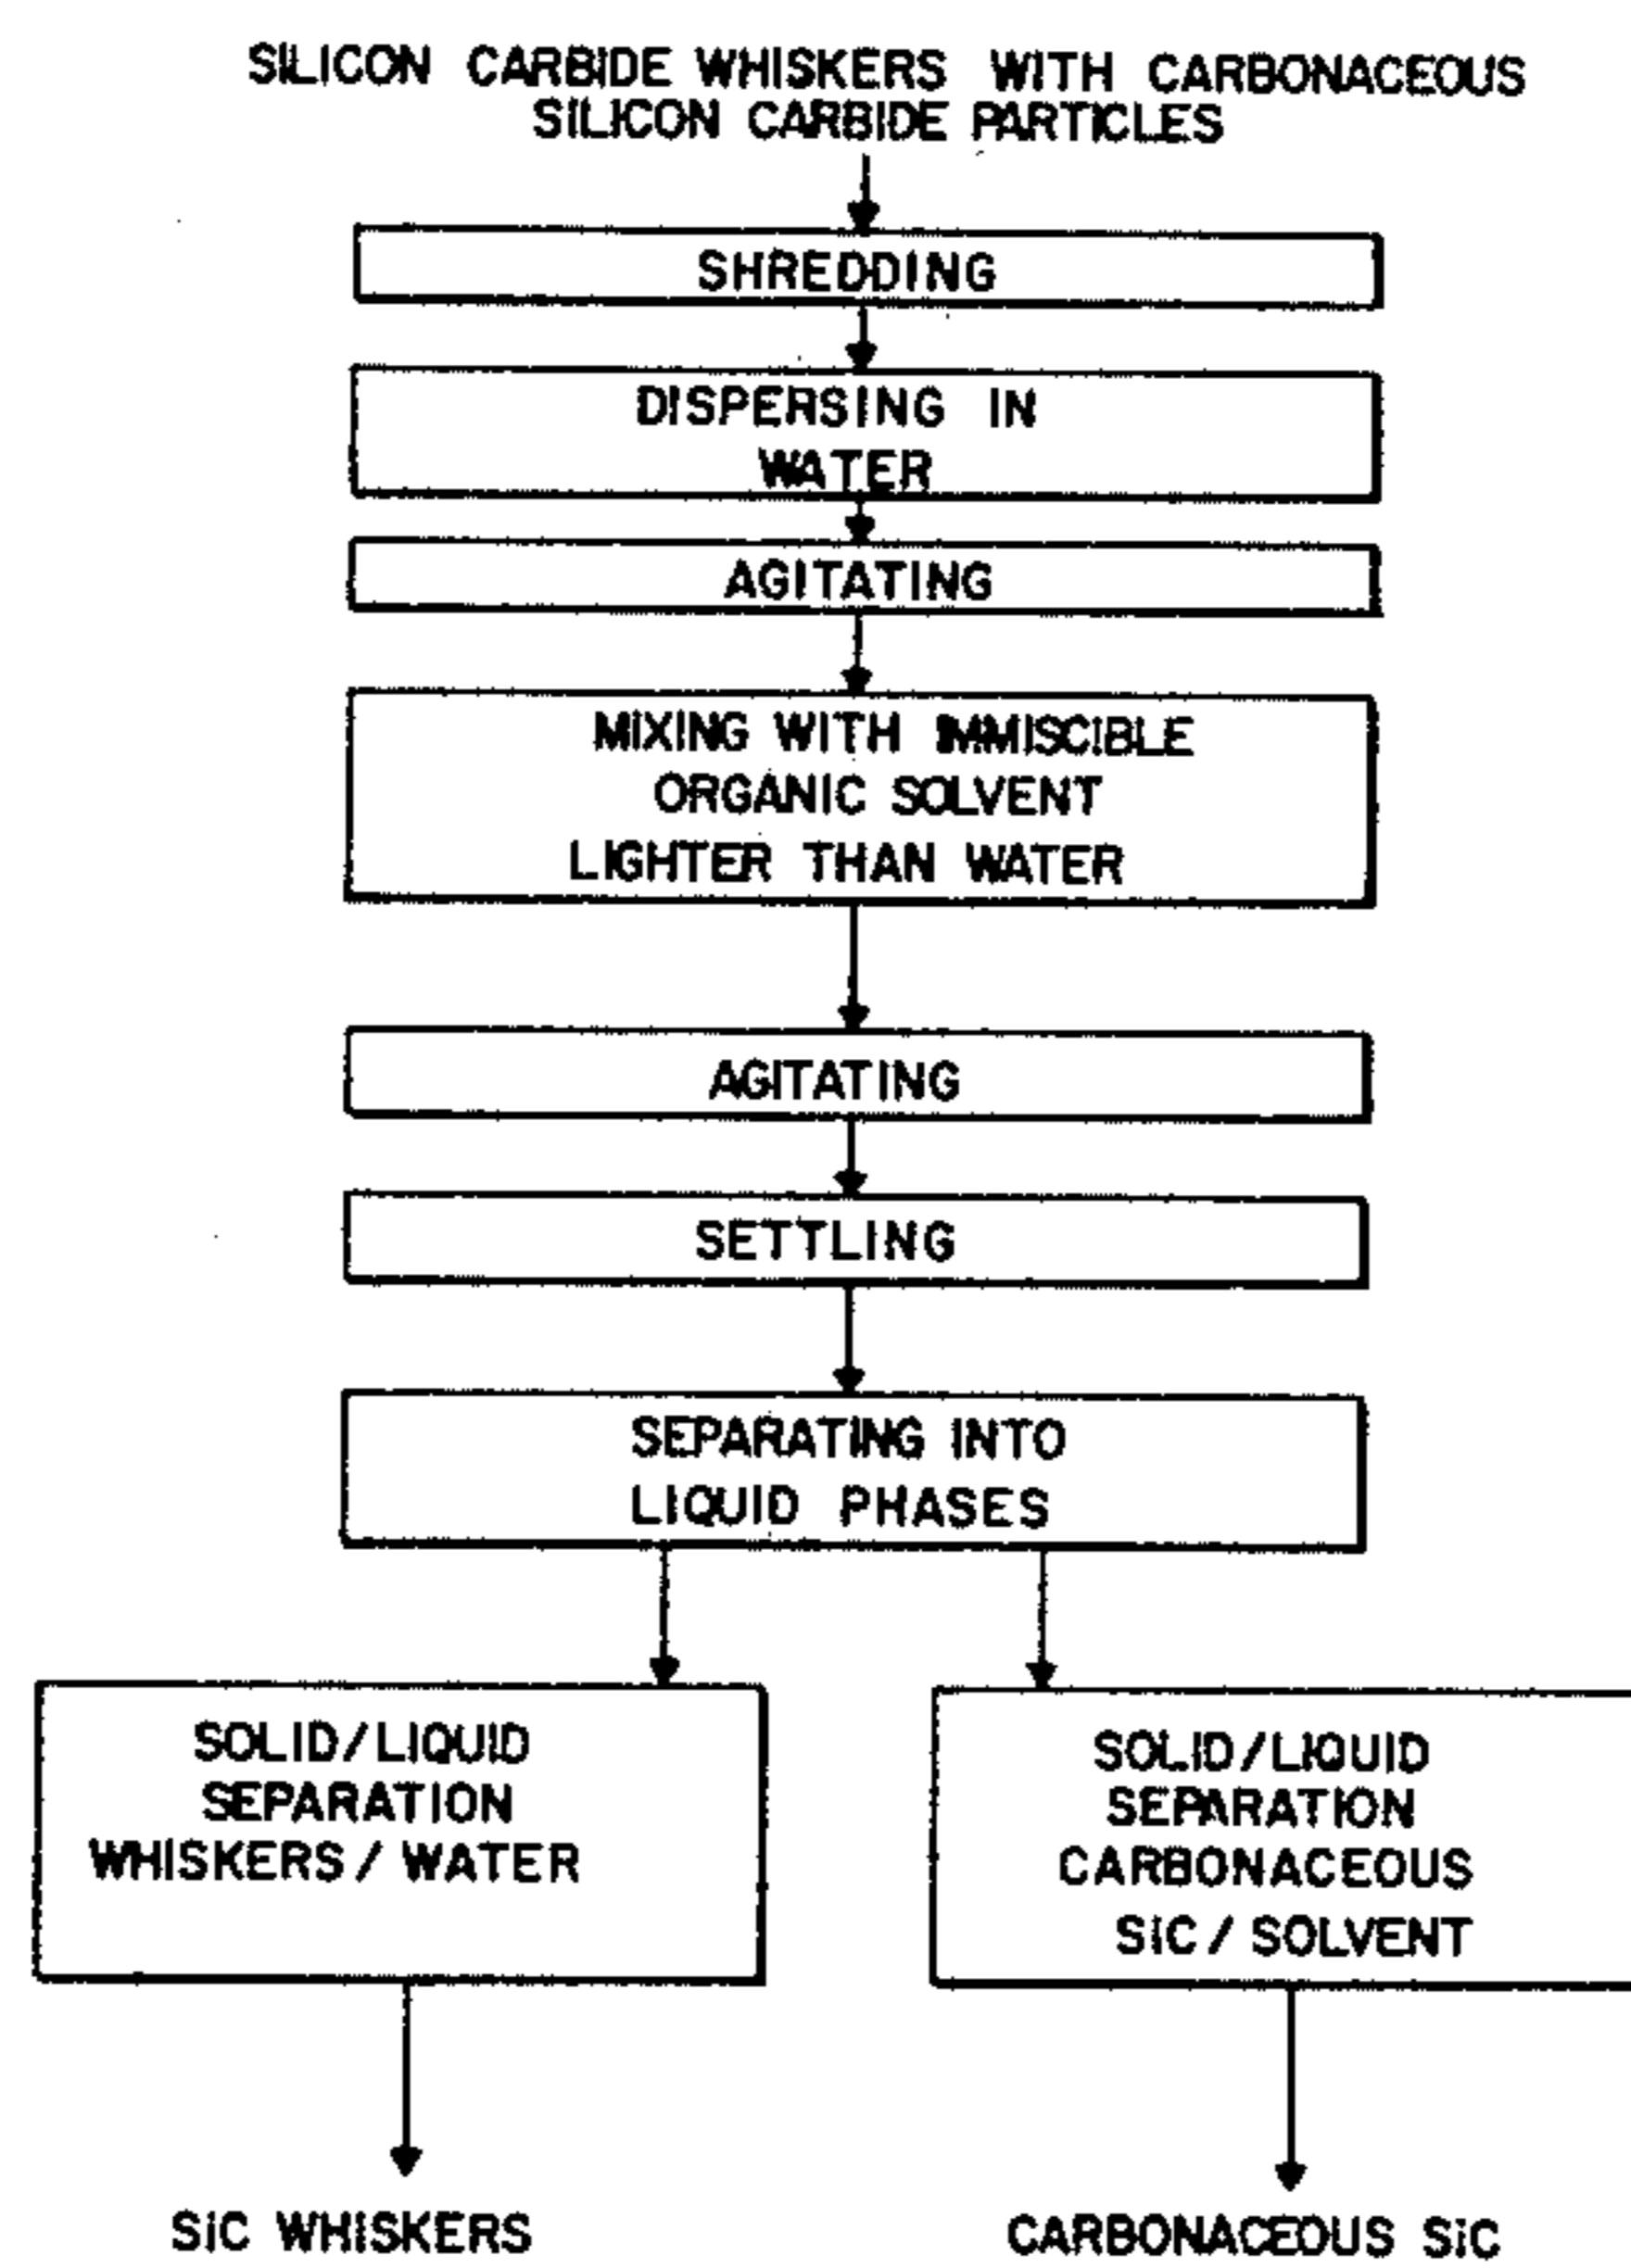 SILICON CARBIDE WHISKERS WITH CARBONACEOUS
SILICON CARBIDE PARTICLES
SHREDDING
DISPERSING IN
WATER
AGITATING
MIXING WITH IMMISCIBLE
ORGANIC SOLVENT
LIGHTER THAN WATER
AGITATING
SETTLING
SEPARATING INTO
LIQUID PHASES
SOLID/LIQUID
SEPARATION
WHISKERS/WATER
SOLID/LIQUID
SEPARATION
CARBONACEOUS
SiC/SOLVENT
SiC WHISKERS
CARBONACEOUS SiC